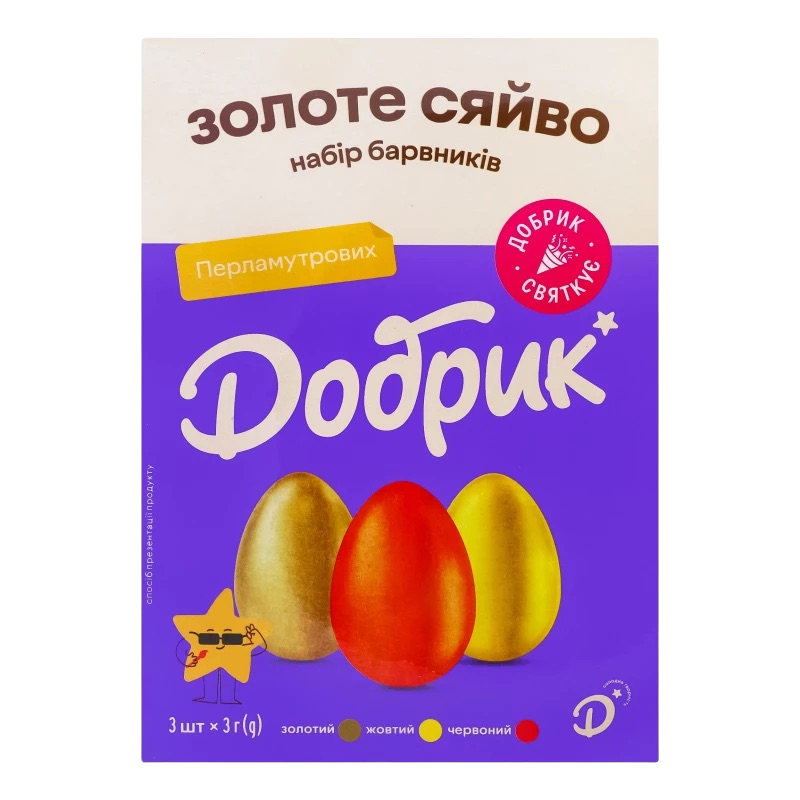 золоте сяйво
набір барвників
Перламутрових
ДОБРИК
СВЯТКУЄ
Добрик
спосіб презентації продукту
3 шт × 3 г (g)
золотий жовтий червоний
Д